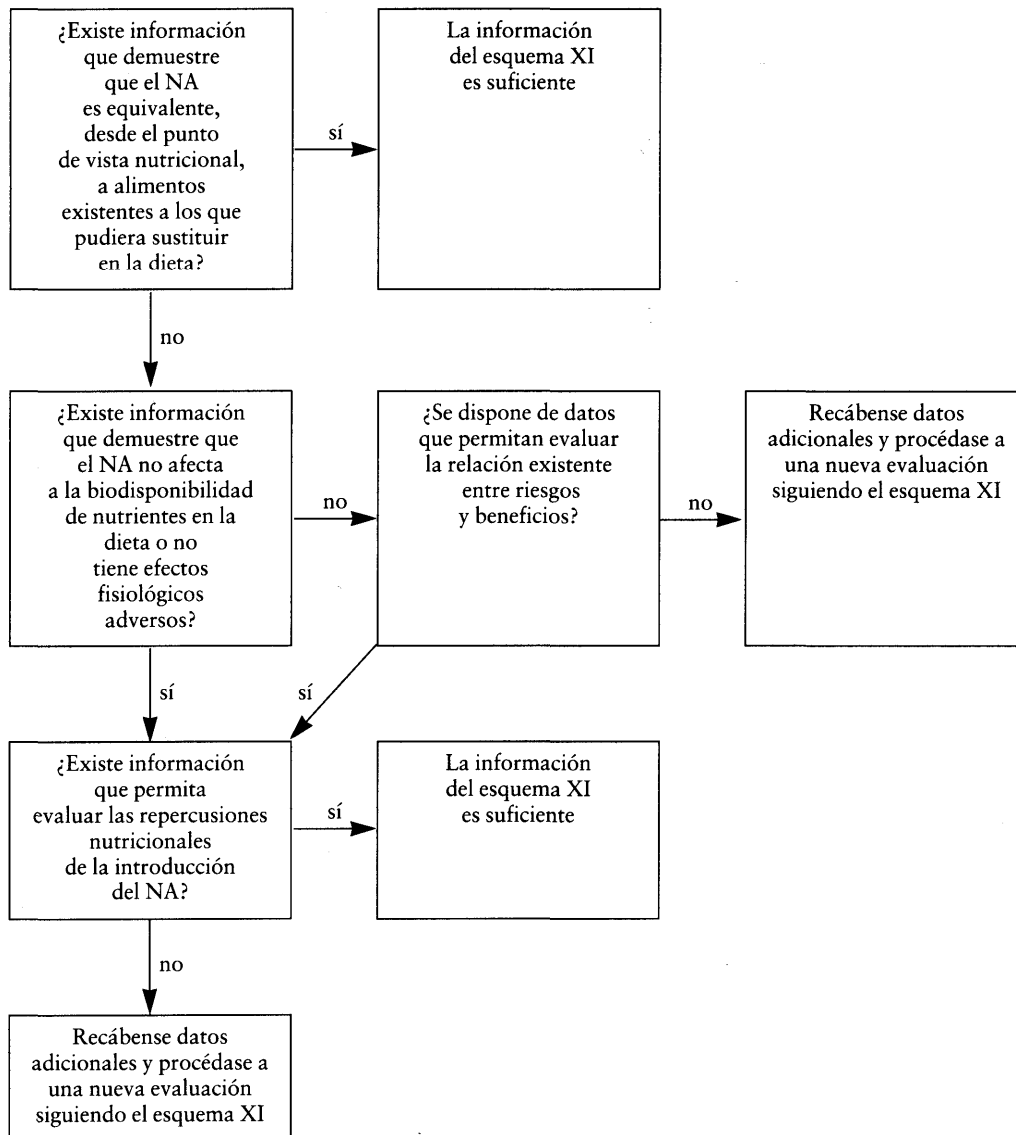 ¿Existe información
que demuestre
que el NA
es equivalente,
desde el punto
de vista nutricional,
a alimentos
existentes a los que
pudiera sustituir
en la dieta?
sí
La información
del esquema XI
es suficiente
no
¿Existe información
que demuestre que
el NA no afecta
a la biodisponibilidad
de nutrientes en la
dieta o no
tiene efectos
fisiológicos
adversos?
no
¿Se dispone de datos
que permitan evaluar
la relación existente
entre riesgos
y beneficios?
no
Recábense datos
adicionales y procédase a
una nueva evaluación
siguiendo el esquema XI
sí
sí
¿Existe información
que permita
evaluar las repercusiones
nutricionales
de la introducción
del NA?
sí
La información
del esquema XI
es suficiente
no
Recábense datos
adicionales y procédase a
una nueva evaluación
siguiendo el esquema XI